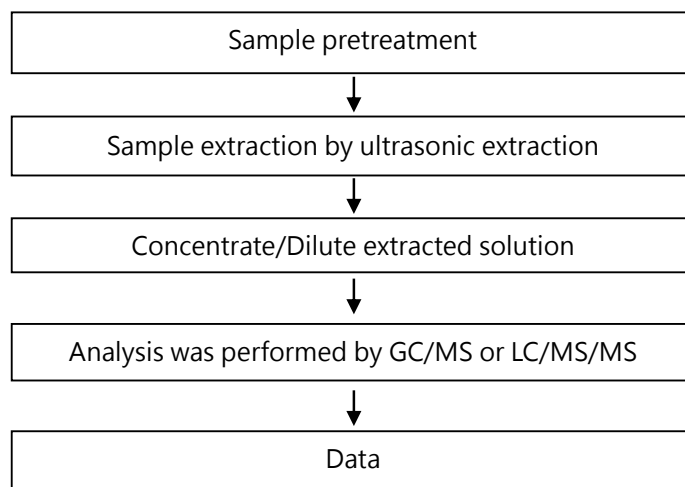 Sample pretreatment
Sample extraction by ultrasonic extraction
Concentrate/Dilute extracted solution
Analysis was performed by GC/MS or LC/MS/MS
Data